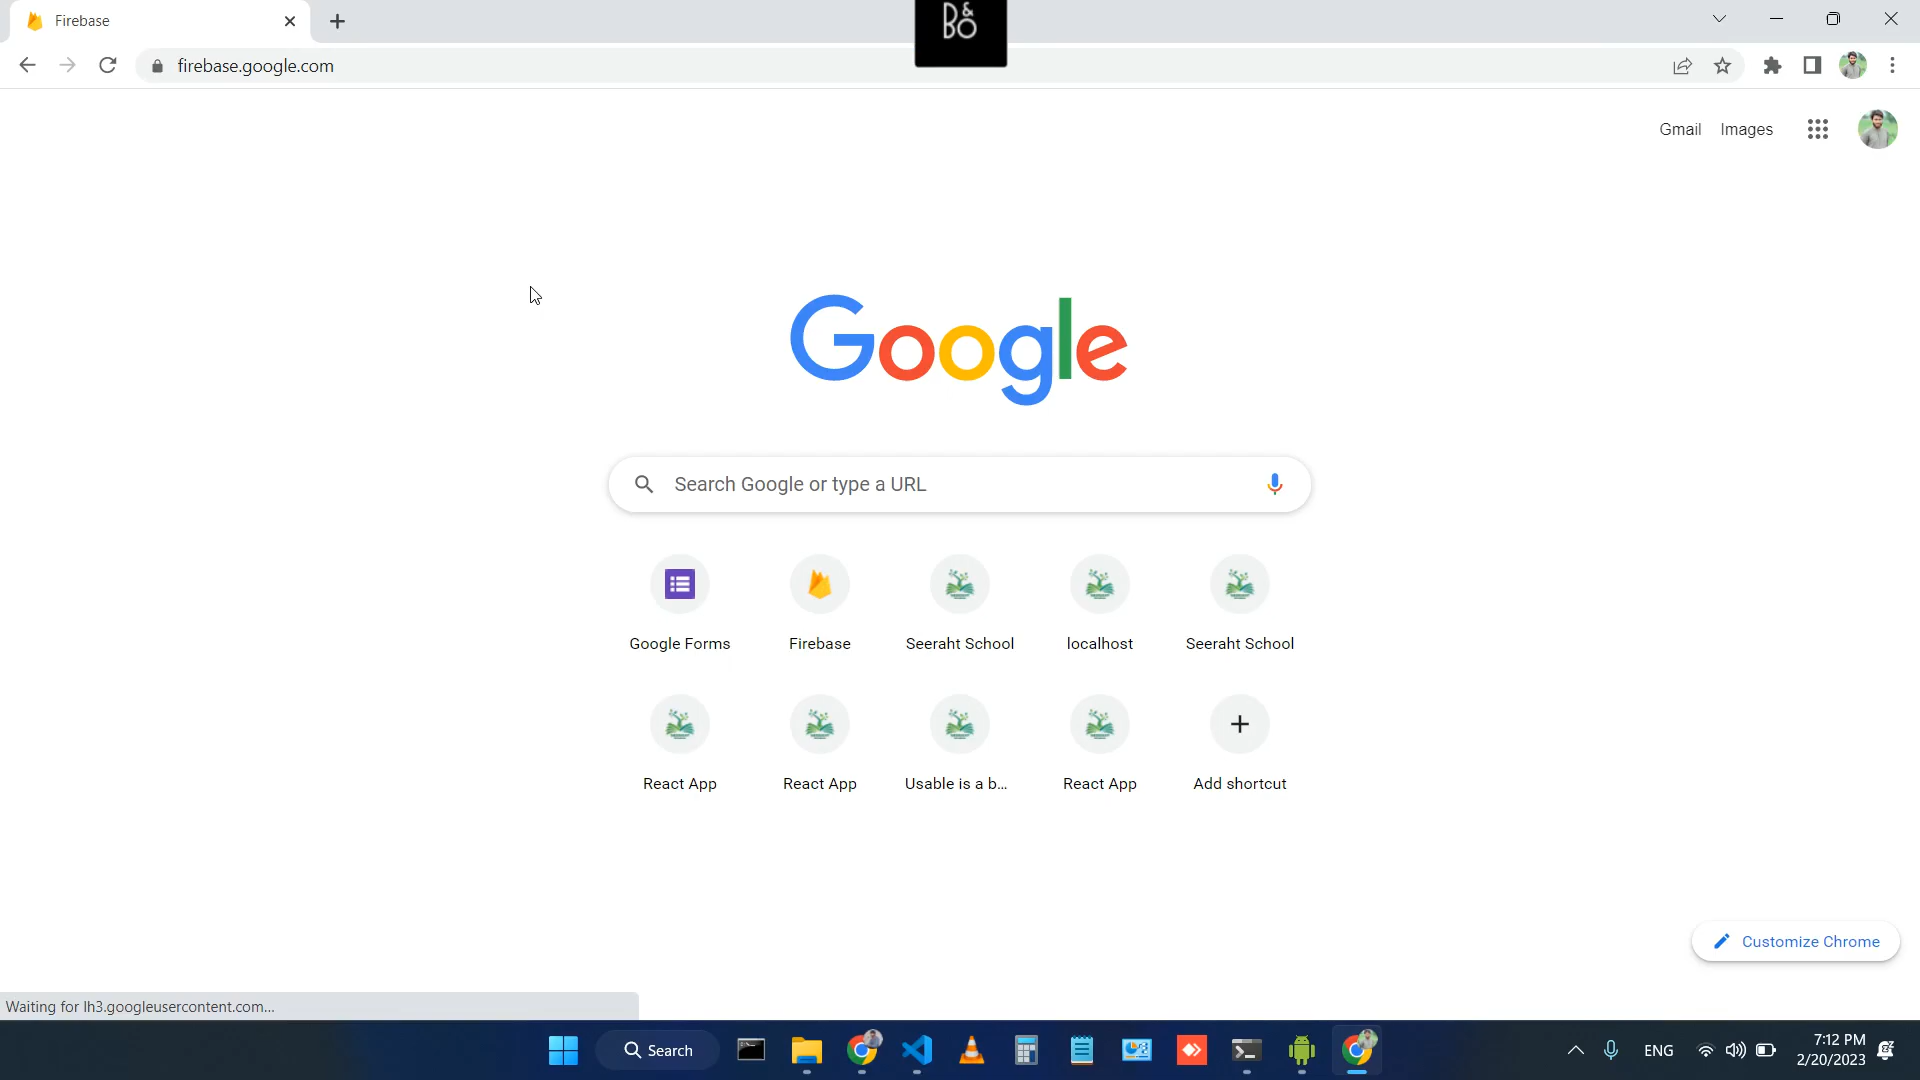 Firebase
B&O
firebase.google.com
Gmail
Images
Google
Search Google or type a URL
Google Forms
Firebase
Seeraht School
localhost
Seeraht School
React App
React App
Usable is a b...
React App
Add shortcut
Customize Chrome
Waiting for lh3.googleusercontent.com...
Search
ENG
7:12 PM
2/20/2023